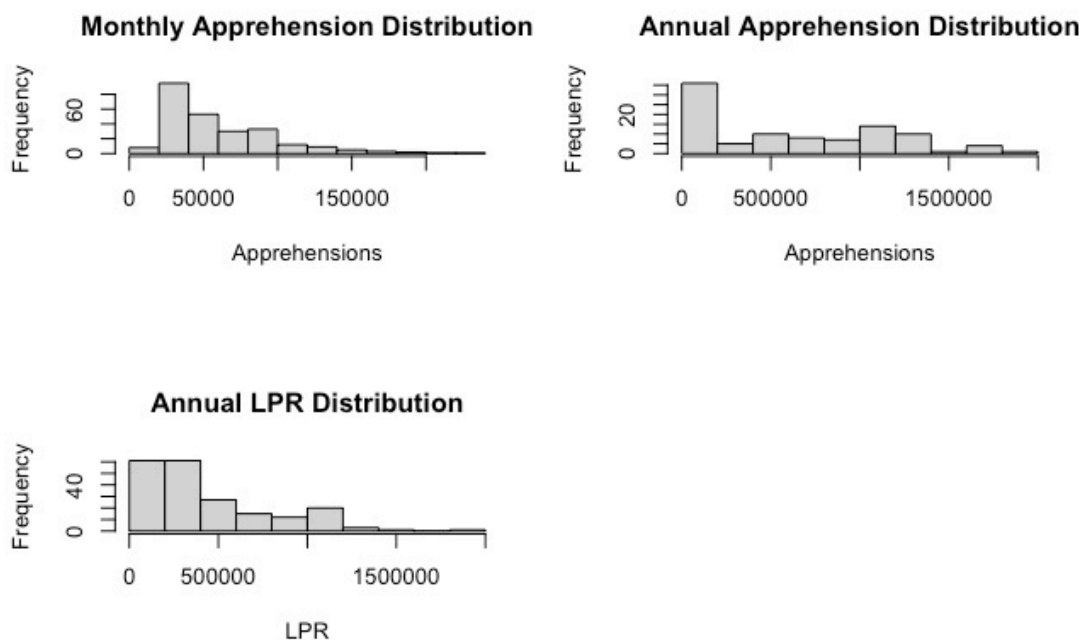 Monthly Apprehension Distribution
Frequency
60
0
0 50000 150000
Apprehensions
Annual Apprehension Distribution
Frequency
20
0
0 500000 1500000
Apprehensions
Annual LPR Distribution
Frequency
40
0
0 500000 1500000
LPR